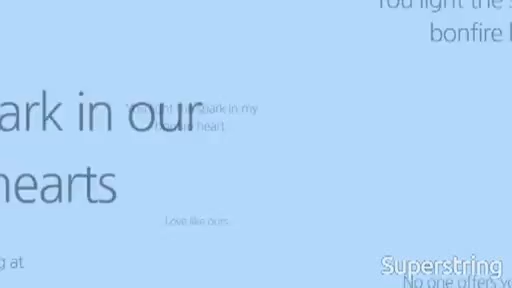 You light the s
bonfire
ark in our
hearts
You light the spark in my
bonfire heart
Love like ours
g at
Superstring
No one offers yo